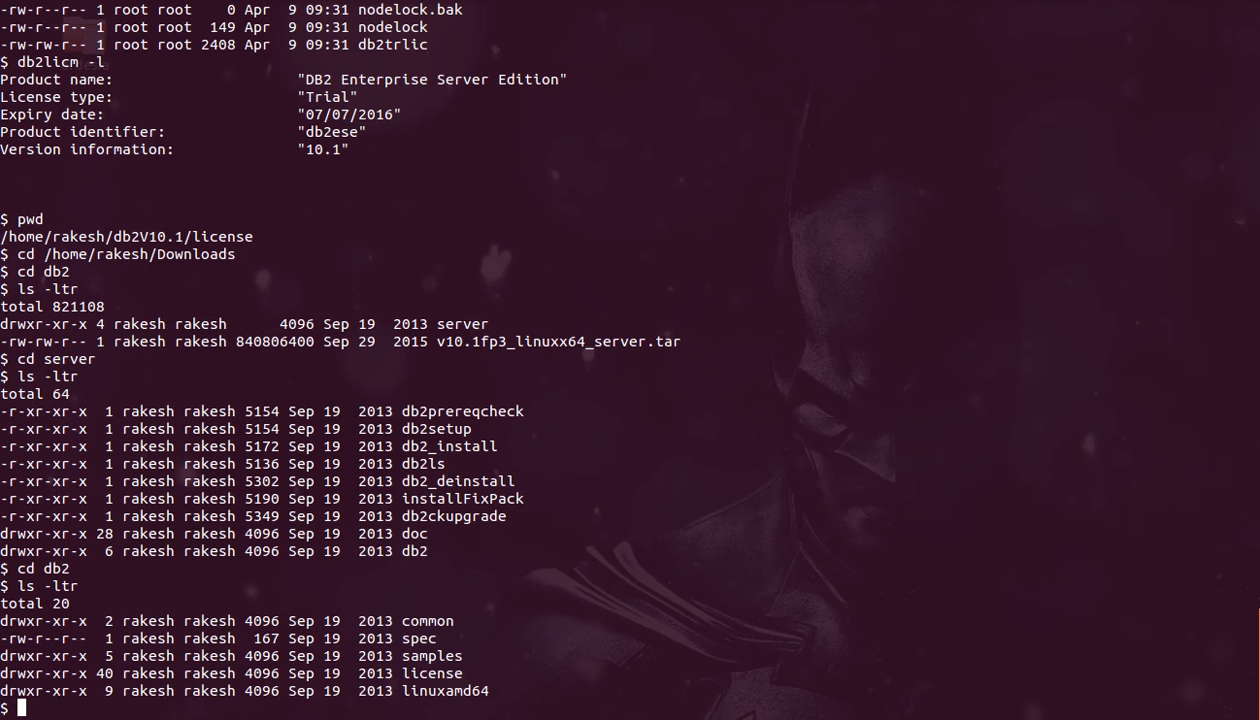 -rw-r--r-- 1 root root    0 Apr  9 09:31 nodelock.bak
-rw-r--r-- 1 root root  149 Apr  9 09:31 nodelock
-rw-rw-r-- 1 root root 2408 Apr  9 09:31 db2trlic
$ db2licm -l
Product name:                     "DB2 Enterprise Server Edition"
License type:                     "Trial"
Expiry date:                      "07/07/2016"
Product identifier:               "db2ese"
Version information:              "10.1"
$ pwd
/home/rakesh/db2V10.1/license
$ cd /home/rakesh/Downloads
$ cd db2
$ ls -ltr
total 821108
drwxr-xr-x 4 rakesh rakesh      4096 Sep 19  2013 server
-rw-rw-r-- 1 rakesh rakesh 840806400 Sep 29  2015 v10.1fp3_linuxx64_server.tar
$ cd server
$ ls -ltr
total 64
-r-xr-xr-x  1 rakesh rakesh 5154 Sep 19  2013 db2prereqcheck
-r-xr-xr-x  1 rakesh rakesh 5154 Sep 19  2013 db2setup
-r-xr-xr-x  1 rakesh rakesh 5172 Sep 19  2013 db2_install
-r-xr-xr-x  1 rakesh rakesh 5136 Sep 19  2013 db2ls
-r-xr-xr-x  1 rakesh rakesh 5302 Sep 19  2013 db2_deinstall
-r-xr-xr-x  1 rakesh rakesh 5190 Sep 19  2013 installFixPack
-r-xr-xr-x  1 rakesh rakesh 5349 Sep 19  2013 db2ckupgrade
drwxr-xr-x 28 rakesh rakesh 4096 Sep 19  2013 doc
drwxr-xr-x  6 rakesh rakesh 4096 Sep 19  2013 db2
$ cd db2
$ ls -ltr
total 20
drwxr-xr-x  2 rakesh rakesh 4096 Sep 19  2013 common
-rw-r--r--  1 rakesh rakesh  167 Sep 19  2013 spec
drwxr-xr-x  5 rakesh rakesh 4096 Sep 19  2013 samples
drwxr-xr-x 40 rakesh rakesh 4096 Sep 19  2013 license
drwxr-xr-x  9 rakesh rakesh 4096 Sep 19  2013 linuxamd64
$